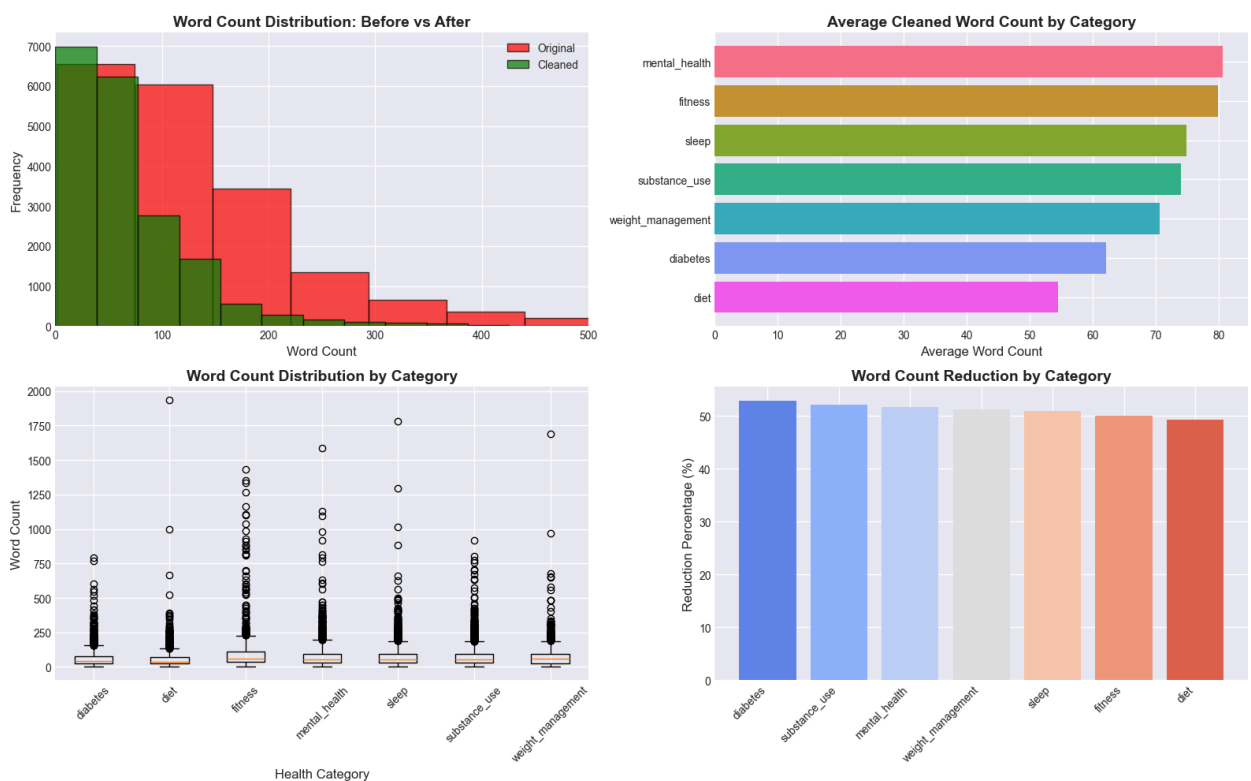 Word Count Distribution: Before vs After
7000
6000
5000
4000
3000
2000
1000
0
Frequency
Original
Cleaned
0 100 200 300 400 500
Word Count
Average Cleaned Word Count by Category
mental_health
fitness
sleep
substance_use
weight_management
diabetes
diet
0 10 20 30 40 50 60 70 80
Average Word Count
Word Count Distribution by Category
2000
1750
1500
1250
1000
750
500
250
0
Word Count
diabetes diet fitness mental_health sleep substance_use weight_management
Health Category
Word Count Reduction by Category
50
40
30
20
10
0
Reduction Percentage (%)
diabetes substance_use mental_health weight_management sleep fitness diet